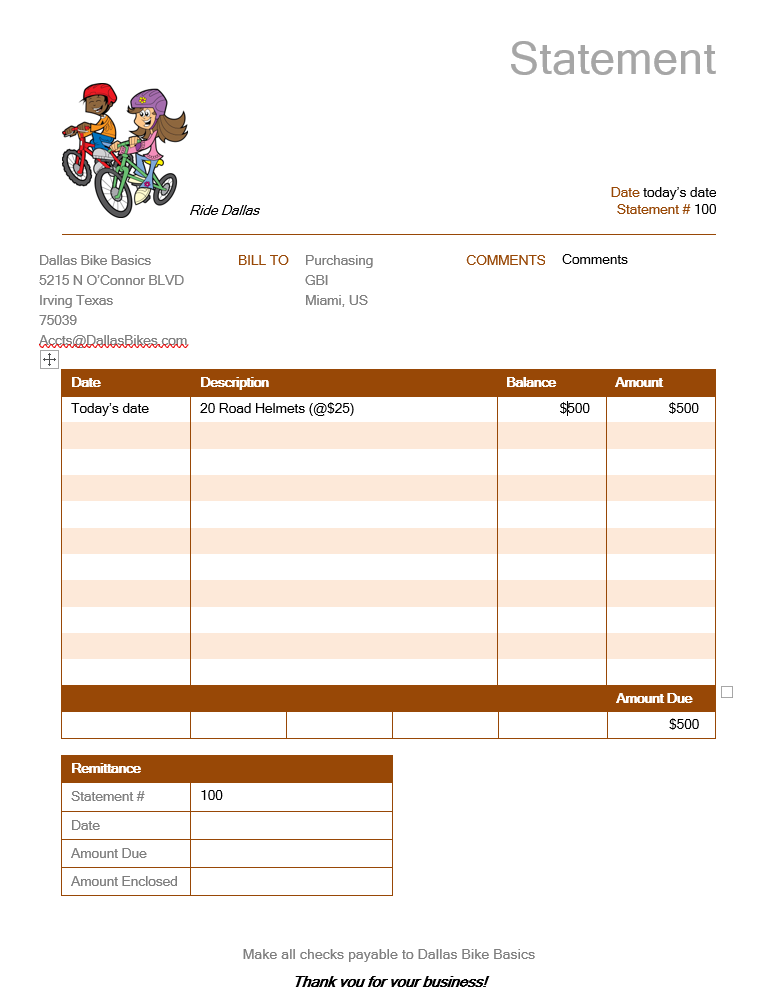 Statement
Ride Dallas
Date today’s date
Statement # 100
Dallas Bike Basics
5215 N O’Connor BLVD
Irving Texas
75039
Accts@DallasBikes.com
BILL TO
Purchasing
GBI
Miami, US
COMMENTS Comments
Date Description Balance Amount
Today’s date 20 Road Helmets (@$25) $500 $500
Amount Due
$500
Remittance
Statement # 100
Date
Amount Due
Amount Enclosed
Make all checks payable to Dallas Bike Basics
Thank you for your business!